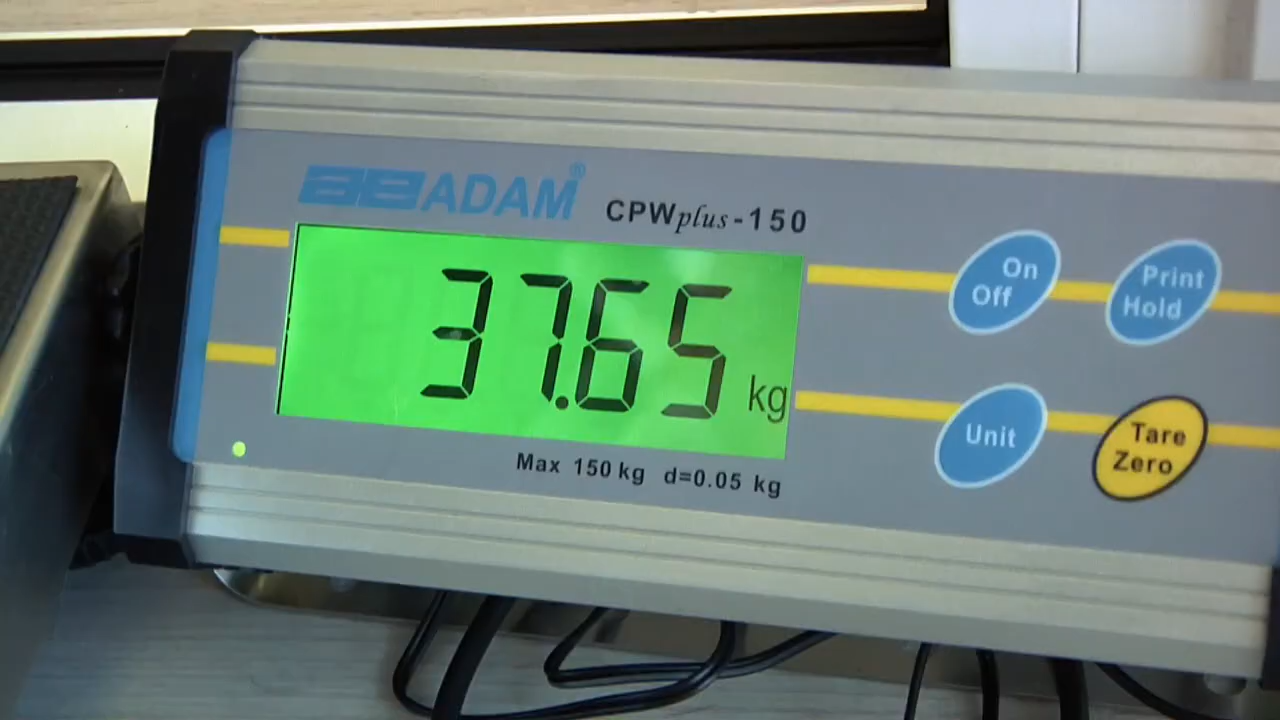 ADAM®
CPWplus-150
37.65 kg
Max 150 kg d=0.05 kg
On
Off
Print
Hold
Unit
Tare
Zero